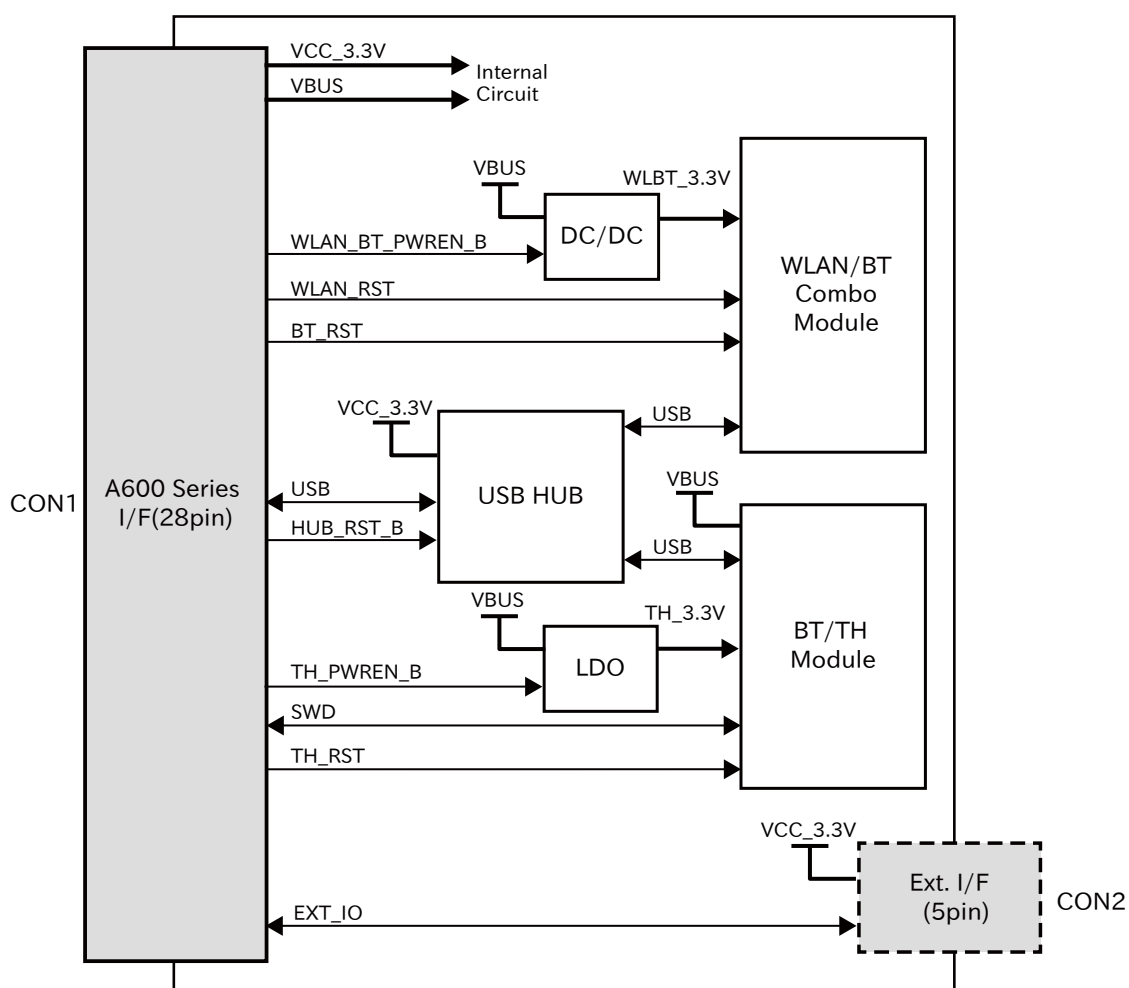 VCC_3.3V
VBUS
Internal
Circuit
VBUS
WLBT_3.3V
DC/DC
WLAN_BT_PWREN_B
WLAN_RST
BT_RST
WLAN/BT
Combo
Module
VCC_3.3V
USB
USB HUB
USB
HUB_RST_B
CON1
A600 Series
I/F(28pin)
VBUS
USB
VBUS
TH_3.3V
LDO
BT/TH
Module
TH_PWREN_B
SWD
TH_RST
VCC_3.3V
Ext. I/F
(5pin)
CON2
EXT_IO